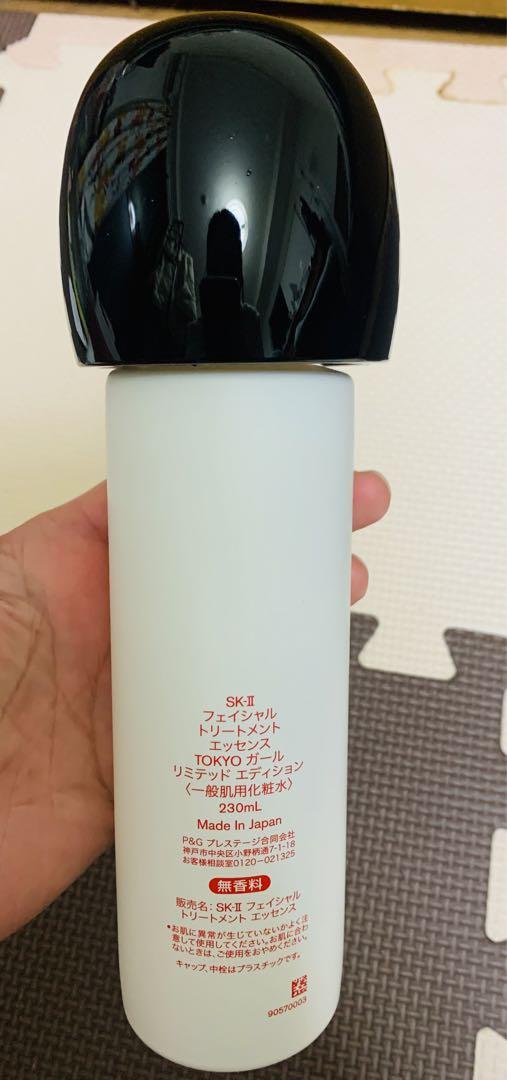 SK-II
フェイシャル
トリートメント
エッセンス
TOKYO ガール
リミテッド エディション
〈一般肌用化粧水〉
230mL
Made In Japan
P&G プレステージ合同会社
神戸市中央区小野柄通7-1-18
お客様相談室0120-021325
無香料
販売名: SK-II フェイシャル
トリートメント エッセンス
*お肌に異常が生じていないかよく注
意して使用してください。お肌に合わ
ないときは、ご使用をおやめください。
キャップ、中栓はプラスチックです。
90570003